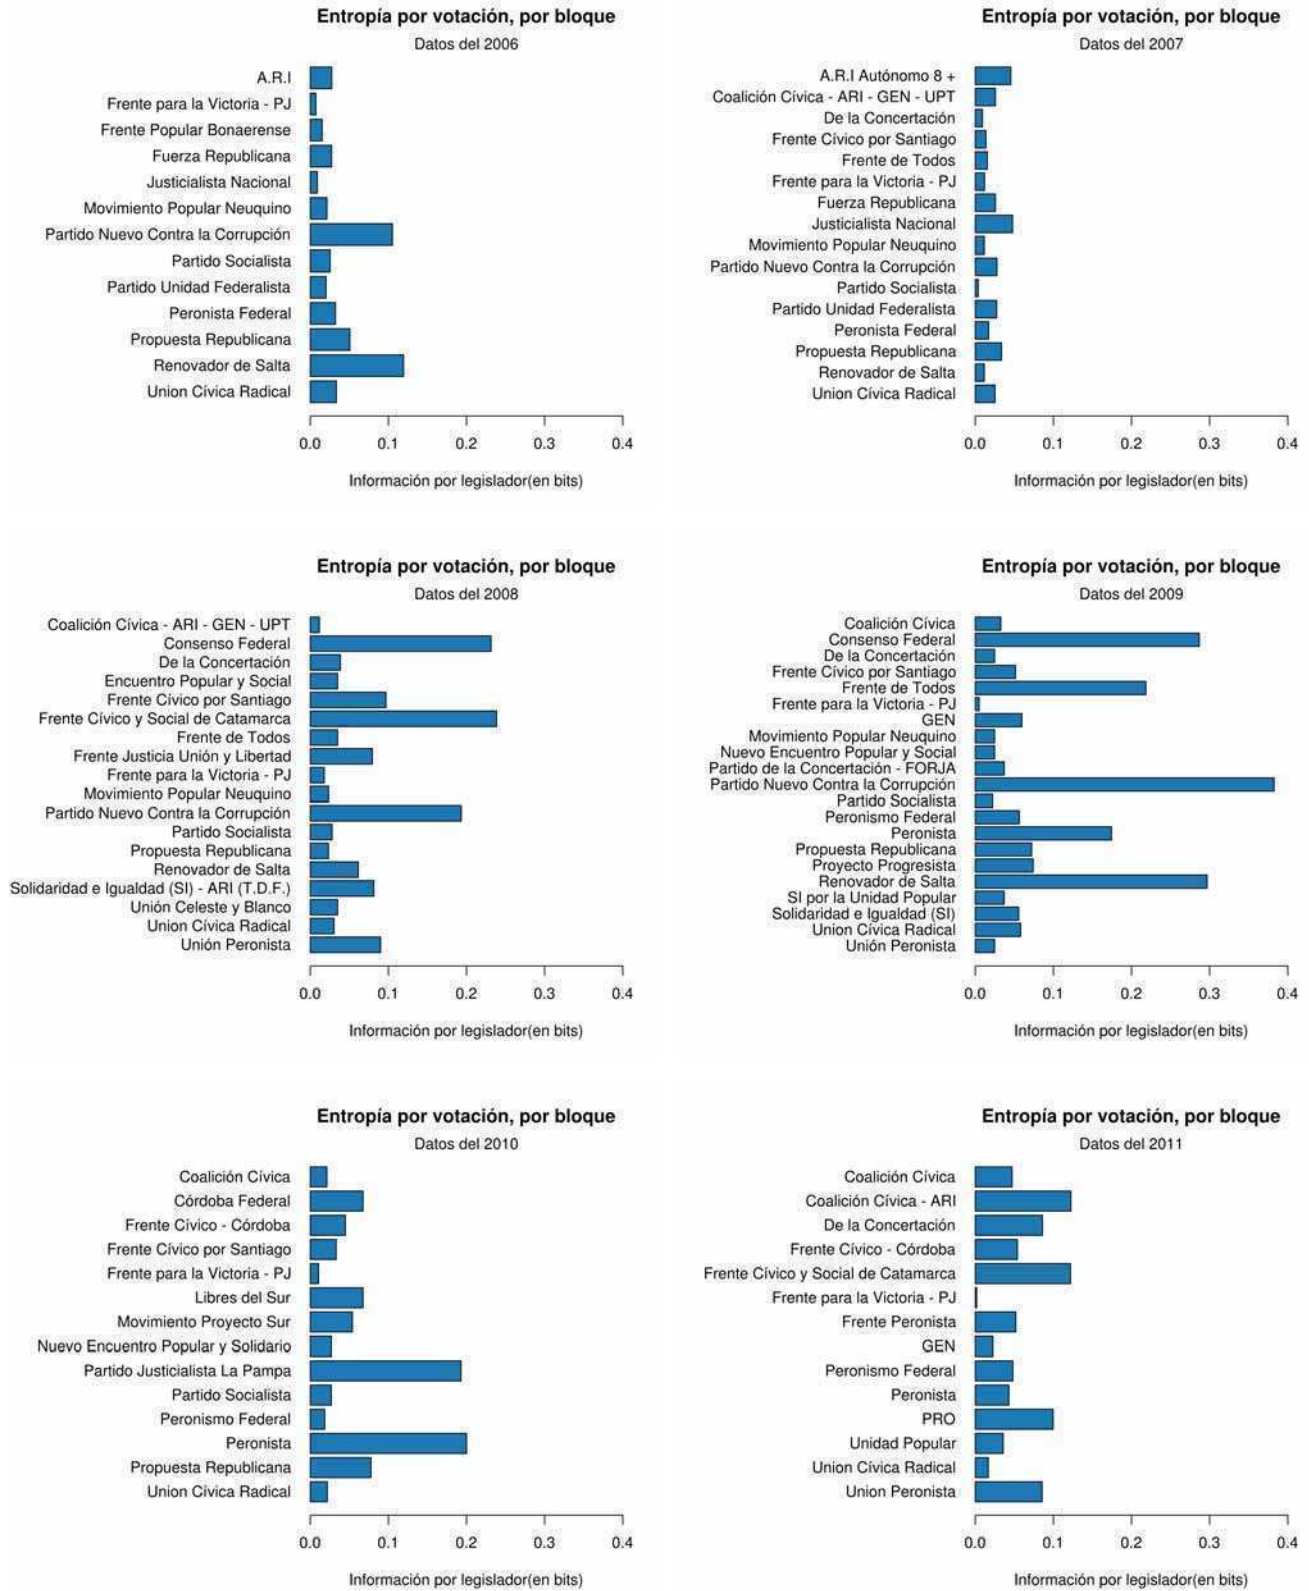 Entropía por votación, por bloque
Datos del 2006
A.R.I
Frente para la Victoria - PJ
Frente Popular Bonaerense
Fuerza Republicana
Justicialista Nacional
Movimiento Popular Neuquino
Partido Nuevo Contra la Corrupción
Partido Socialista
Partido Unidad Federalista
Peronista Federal
Propuesta Republicana
Renovador de Salta
Union Cívica Radical
0.0 0.1 0.2 0.3 0.4
Información por legislador(en bits)
Entropía por votación, por bloque
Datos del 2007
A.R.I Autónomo 8 +
Coalición Cívica - ARI - GEN - UPT
De la Concertación
Frente Cívico por Santiago
Frente de Todos
Frente para la Victoria - PJ
Fuerza Republicana
Justicialista Nacional
Movimiento Popular Neuquino
Partido Nuevo Contra la Corrupción
Partido Socialista
Partido Unidad Federalista
Peronista Federal
Propuesta Republicana
Renovador de Salta
Union Cívica Radical
0.0 0.1 0.2 0.3 0.4
Información por legislador(en bits)
Entropía por votación, por bloque
Datos del 2008
Coalición Cívica - ARI - GEN - UPT
Consenso Federal
De la Concertación
Encuentro Popular y Social
Frente Cívico por Santiago
Frente Cívico y Social de Catamarca
Frente de Todos
Frente Justicia Unión y Libertad
Frente para la Victoria - PJ
Movimiento Popular Neuquino
Partido Nuevo Contra la Corrupción
Partido Socialista
Propuesta Republicana
Renovador de Salta
Solidaridad e Igualdad (SI) - ARI (T.D.F.)
Unión Celeste y Blanco
Union Cívica Radical
Unión Peronista
0.0 0.1 0.2 0.3 0.4
Información por legislador(en bits)
Entropía por votación, por bloque
Datos del 2009
Coalición Cívica
Consenso Federal
De la Concertación
Frente Cívico por Santiago
Frente de Todos
Frente para la Victoria - PJ
GEN
Movimiento Popular Neuquino
Nuevo Encuentro Popular y Social
Partido de la Concertación - FORJA
Partido Nuevo Contra la Corrupción
Partido Socialista
Peronismo Federal
Peronista
Propuesta Republicana
Proyecto Progresista
Renovador de Salta
SI por la Unidad Popular
Solidaridad e Igualdad (SI)
Union Cívica Radical
Unión Peronista
0.0 0.1 0.2 0.3 0.4
Información por legislador(en bits)
Entropía por votación, por bloque
Datos del 2010
Coalición Cívica
Córdoba Federal
Frente Cívico - Córdoba
Frente Cívico por Santiago
Frente para la Victoria - PJ
Libres del Sur
Movimiento Proyecto Sur
Nuevo Encuentro Popular y Solidario
Partido Justicialista La Pampa
Partido Socialista
Peronismo Federal
Peronista
Propuesta Republicana
Union Cívica Radical
0.0 0.1 0.2 0.3 0.4
Información por legislador(en bits)
Entropía por votación, por bloque
Datos del 2011
Coalición Cívica
Coalición Cívica - ARI
De la Concertación
Frente Cívico - Córdoba
Frente Cívico y Social de Catamarca
Frente para la Victoria - PJ
Frente Peronista
GEN
Peronismo Federal
Peronista
PRO
Unidad Popular
Union Cívica Radical
Union Peronista
0.0 0.1 0.2 0.3 0.4
Información por legislador(en bits)